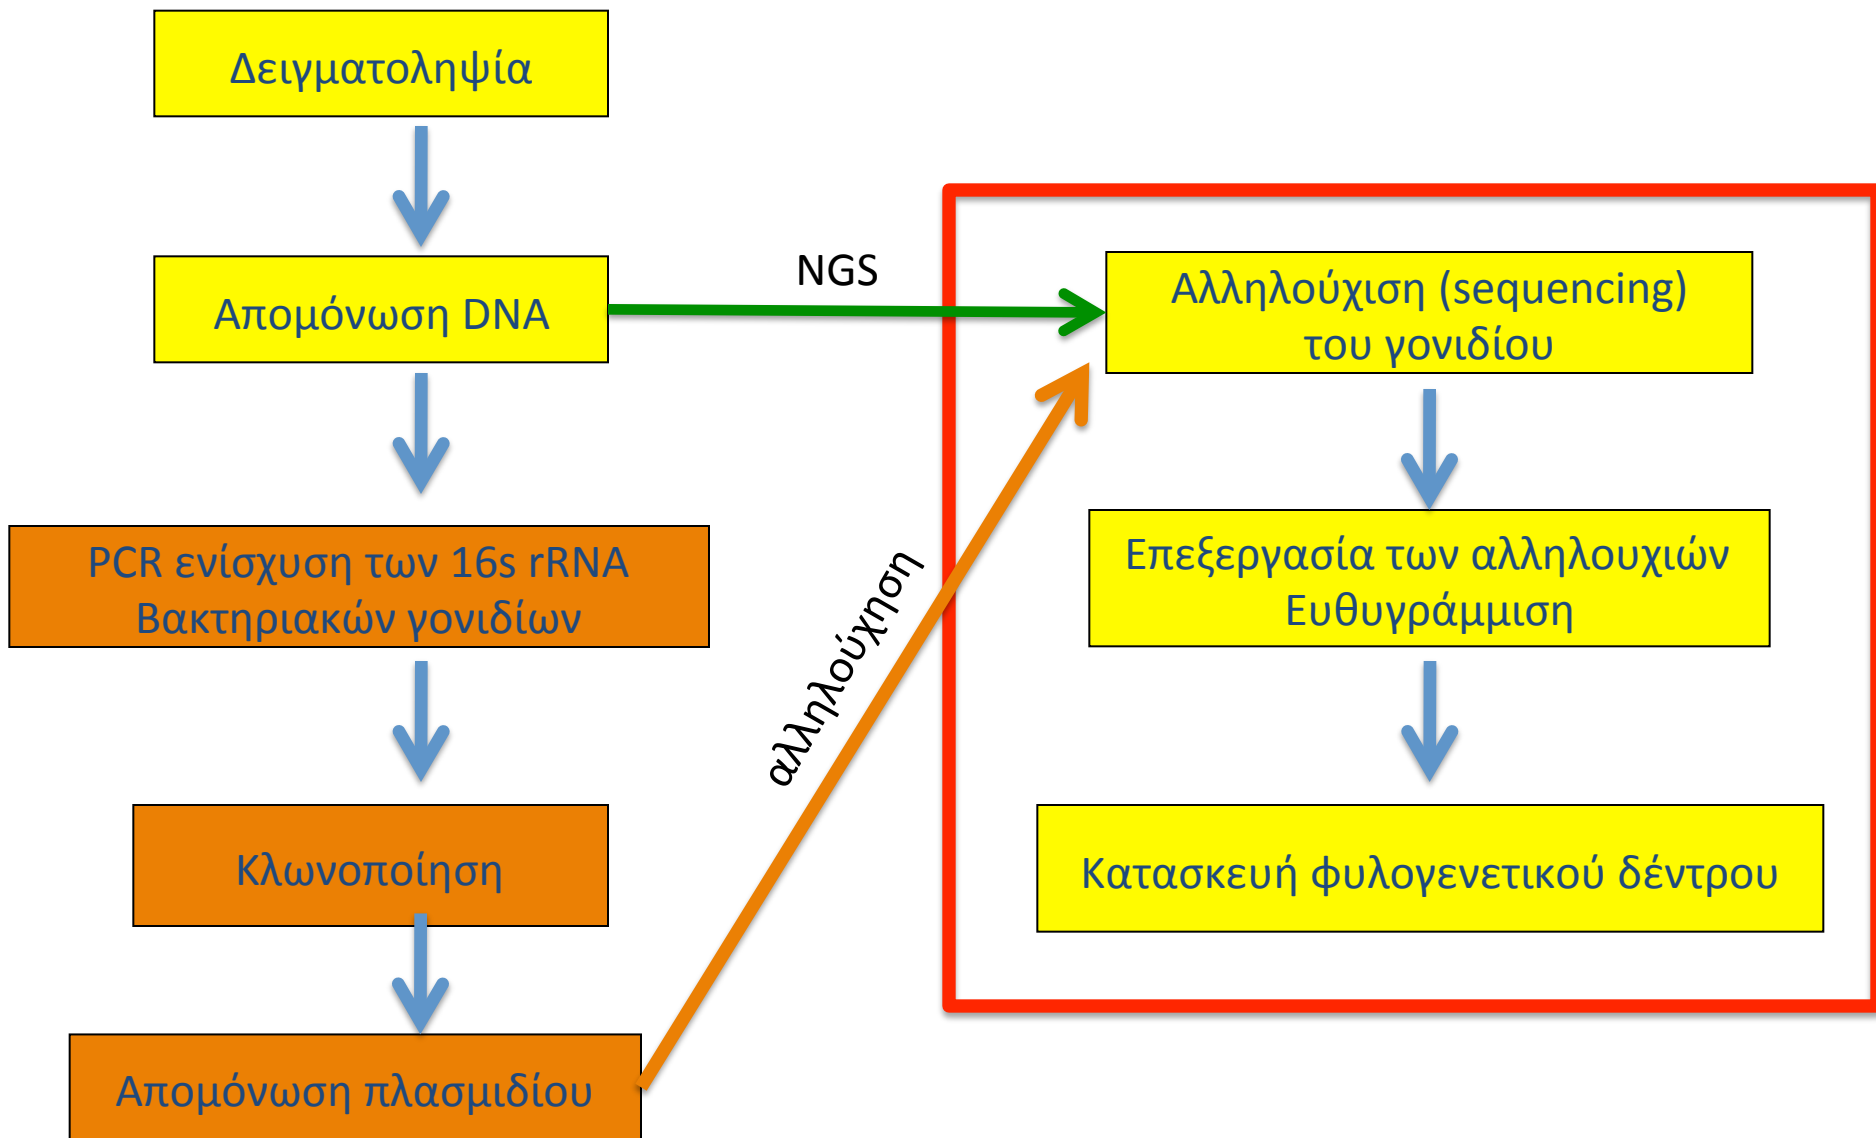 Δειγματοληψία
Απομόνωση DNA
PCR ενίσχυση των 16s rRNA
Βακτηριακών γονιδίων
Κλωνοποίηση
Απομόνωση πλασμιδίου
NGS
αλληλούχηση
Αλληλούχιση (sequencing)
του γονιδίου
Επεξεργασία των αλληλουχιών
Ευθυγράμμιση
Κατασκευή φυλογενετικού δέντρου